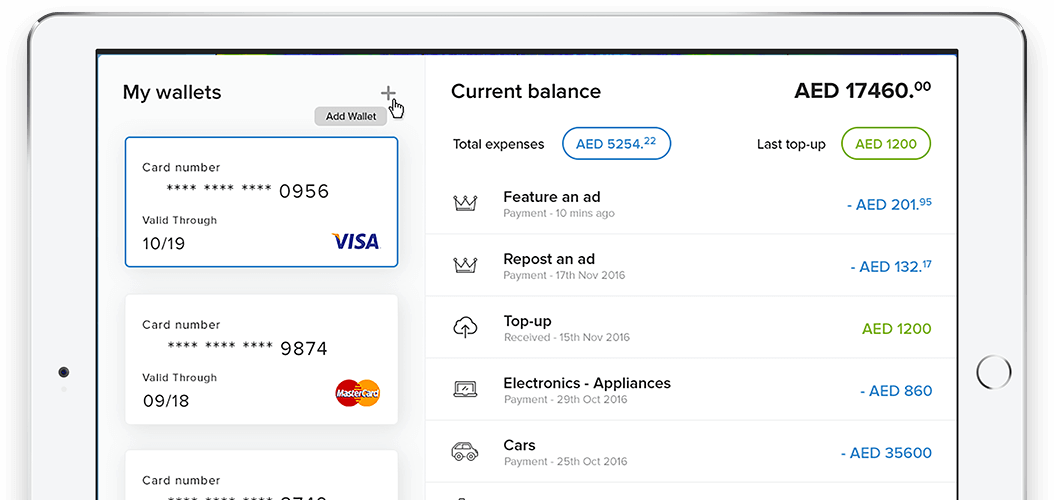 My wallets
Add Wallet
Card number
**** **** **** 0956
Valid Through
10/19
VISA
Card number
**** **** **** 9874
Valid Through
09/18
MasterCard
Card number
Current balance
AED 17460.00
Total expenses
AED 5254.22
Last top-up
AED 1200
Feature an ad
Payment - 10 mins ago
- AED 201.95
Repost an ad
Payment - 17th Nov 2016
- AED 132.17
Top-up
Received - 15th Nov 2016
AED 1200
Electronics - Appliances
Payment - 29th Oct 2016
- AED 860
Cars
Payment - 25th Oct 2016
- AED 35600